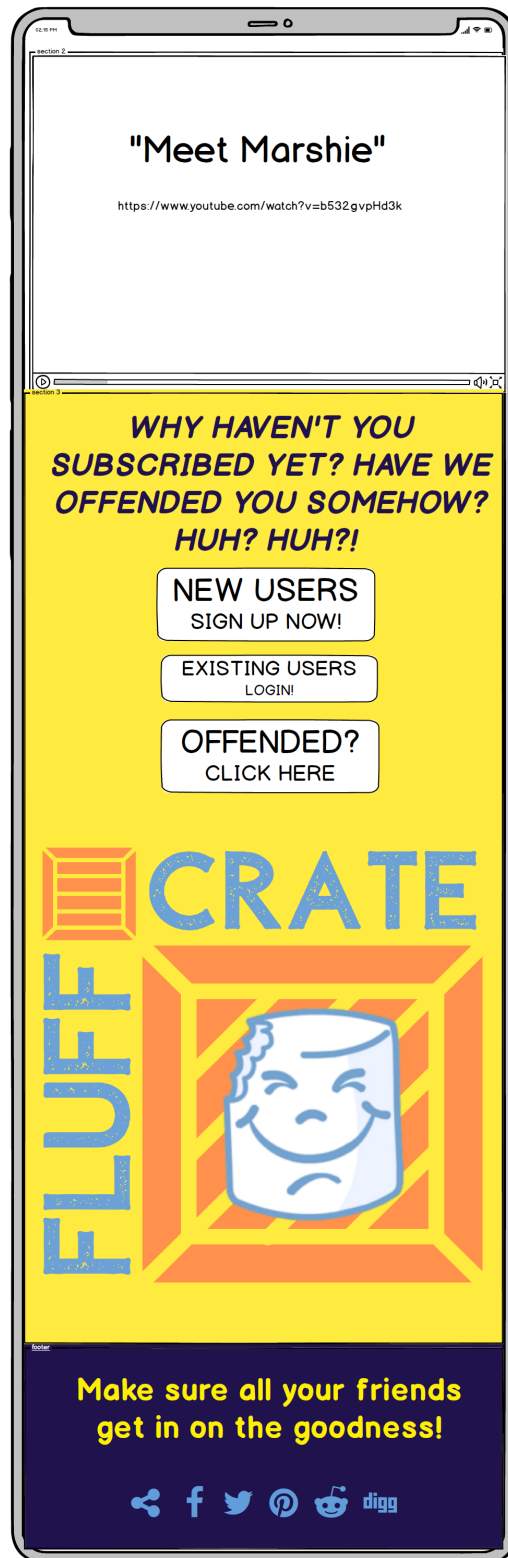 02:15 PM
section 2
"Meet Marshie"
https://www.youtube.com/watch?v=b532gvpHd3k
section 3
WHY HAVEN'T YOU
SUBSCRIBED YET? HAVE WE
OFFENDED YOU SOMEHOW?
HUH? HUH?!
NEW USERS
SIGN UP NOW!
EXISTING USERS
LOGIN!
OFFENDED?
CLICK HERE
FLUFF
CRATE
footer
Make sure all your friends
get in on the goodness!
digg